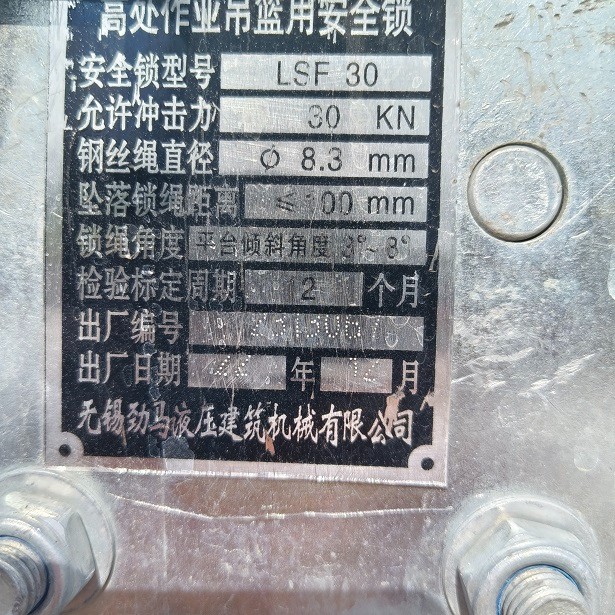 高处作业吊篮用安全锁
安全锁型号 LSF 30
允许冲击力 30 KN
钢丝绳直径 Ø 8.3 mm
坠落锁绳距离 ≤100 mm
锁绳角度 平台倾斜角度 3°~8°
检验标定周期 12 个月
出厂编号
出厂日期 年 月
无锡劲马液压建筑机械有限公司